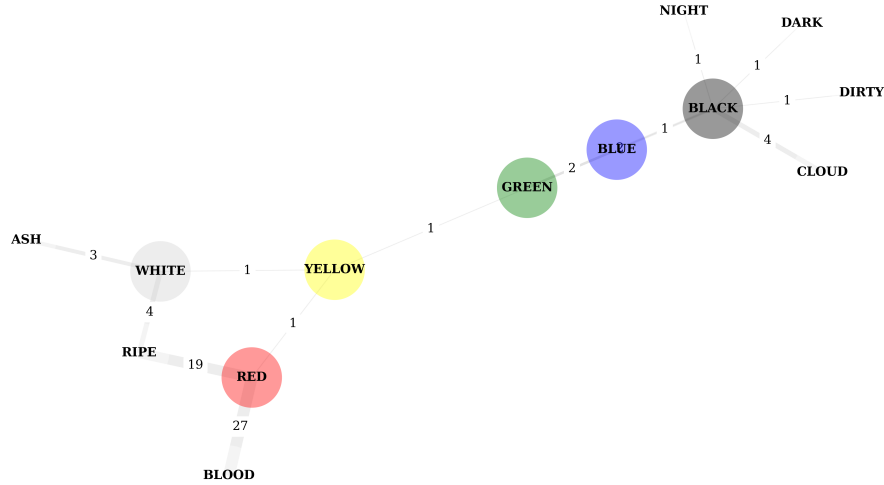 NIGHT
DARK
1
1
DIRTY
1
BLACK
1
4
BLUE
2
2
CLOUD
GREEN
1
ASH
3
WHITE
1
YELLOW
4
1
RIPE
19
RED
27
BLOOD